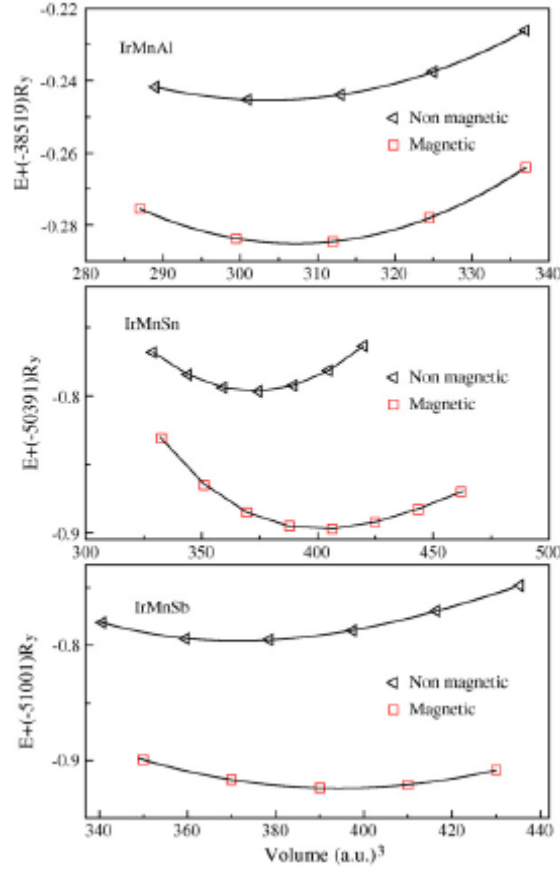 -0.22
IrMnAl
-0.24
Non magnetic
Magnetic
-0.26
-0.28
E+(-38519)Ry
280 290 300 310 320 330 340
IrMnSn
Non magnetic
-0.8
Magnetic
E+(-50391)Ry
-0.9
300 350 400 450 500
IrMnSb
-0.8
Non magnetic
Magnetic
E+(-51001)Ry
-0.9
340 360 380 400 420 440
Volume (a.u.)³